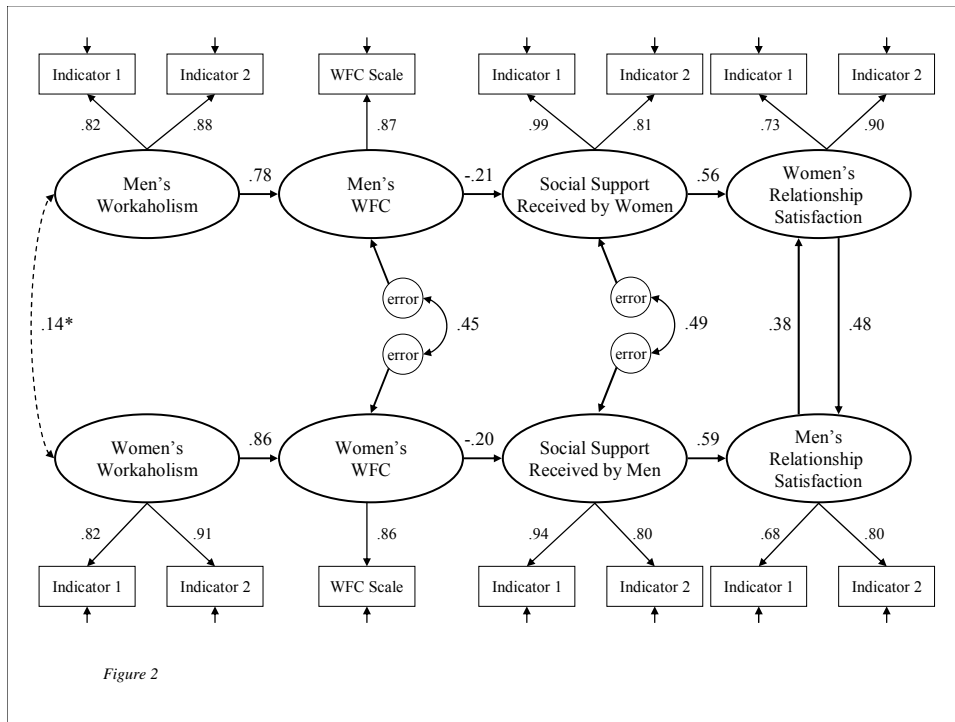 Indicator 1
Indicator 2
WFC Scale
Indicator 1
Indicator 2
Indicator 1
Indicator 2
.82
.88
.87
.99
.81
.73
.90
Men's
Workaholism
.78
Men's
WFC
-.21
Social Support
Received by Women
.56
Women's
Relationship
Satisfaction
error
error
.14*
.45
.49
.38
.48
error
error
Women's
Workaholism
.86
Women's
WFC
-.20
Social Support
Received by Men
.59
Men's
Relationship
Satisfaction
.82
.91
.86
.94
.80
.68
.80
Indicator 1
Indicator 2
WFC Scale
Indicator 1
Indicator 2
Indicator 1
Indicator 2
Figure 2